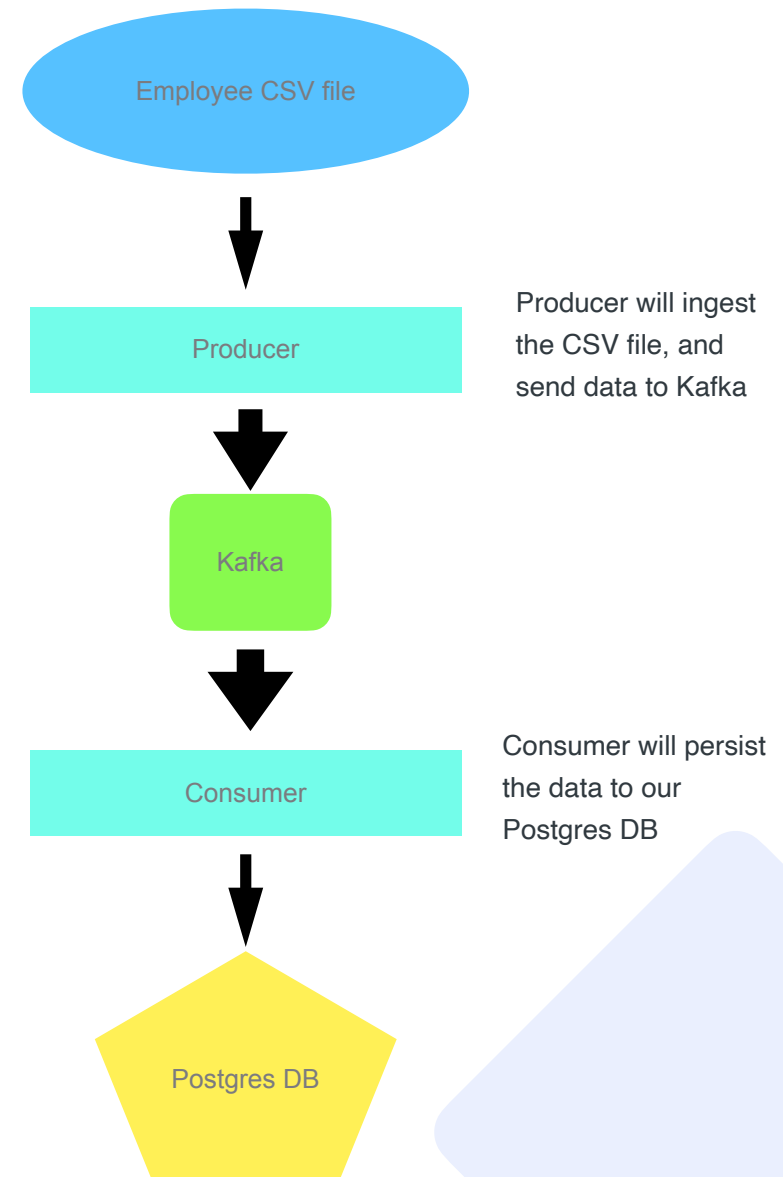 Employee CSV file
Producer
Producer will ingest
the CSV file, and
send data to Kafka
Kafka
Consumer
Consumer will persist
the data to our
Postgres DB
Postgres DB